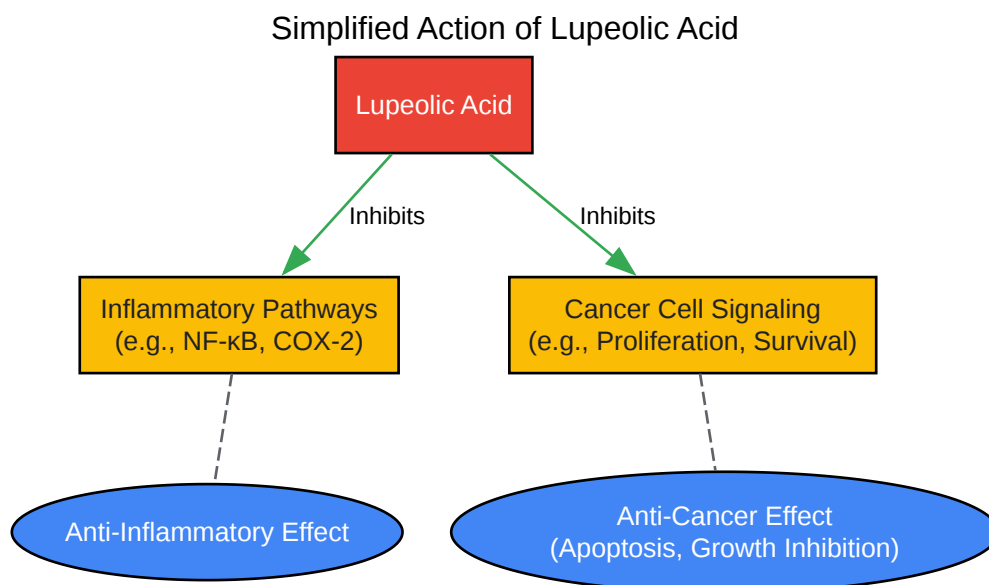 Simplified Action of Lupeolic Acid
Lupeolic Acid
Inhibits
Inhibits
Inflammatory Pathways
(e.g., NF-κB, COX-2)
Cancer Cell Signaling
(e.g., Proliferation, Survival)
Anti-Inflammatory Effect
Anti-Cancer Effect
(Apoptosis, Growth Inhibition)